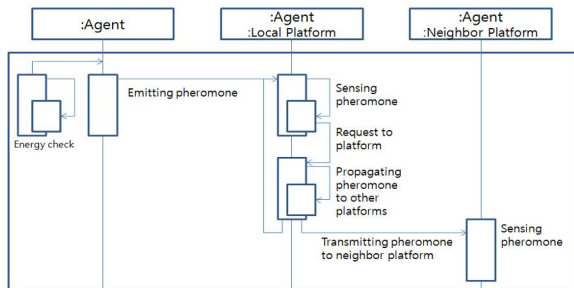 :Agent
:Agent
:Local Platform
:Agent
:Neighbor Platform
Emitting pheromone
Sensing
pheromone
Energy check
Request to
platform
Propagating
pheromone
to other
platforms
Transmitting pheromone
to neighbor platform
Sensing
pheromone